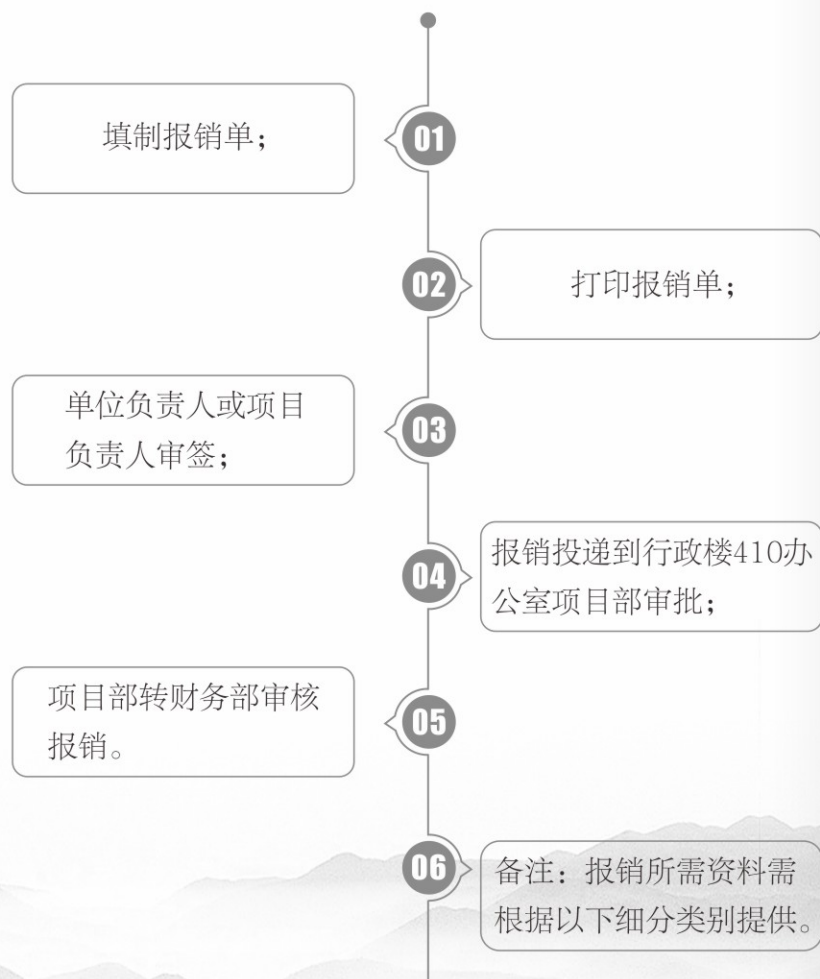 填制报销单；
01
02
打印报销单；
单位负责人或项目
负责人审签；
03
04
报销投递到行政楼410办
公室项目部审批；
项目部转财务部审核
报销。
05
06
备注：报销所需资料需
根据以下细分类别提供。